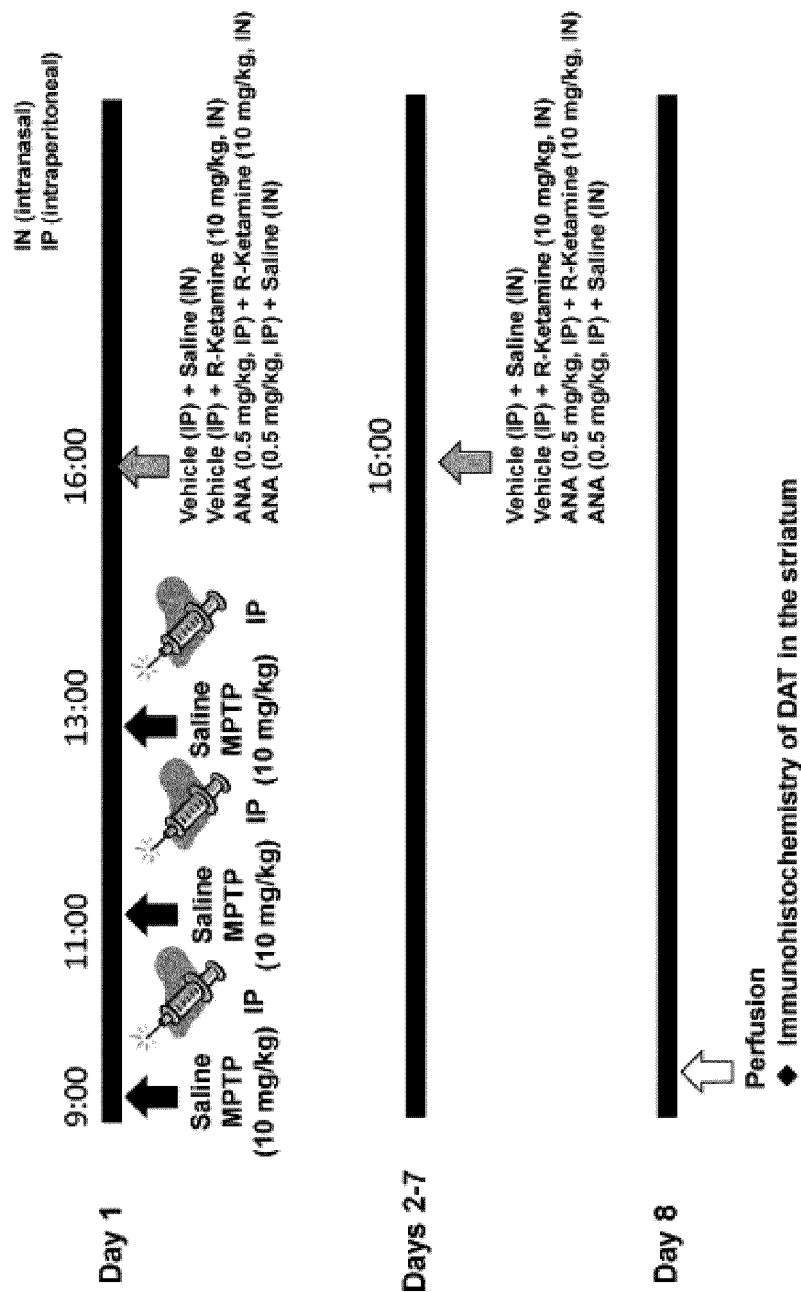 IN (intranasal)
IP (intraperitoneal)
Day 1
9:00
11:00
13:00
16:00
Saline
MPTP
(10 mg/kg)
IP
Saline
MPTP
(10 mg/kg)
IP
Saline
MPTP
(10 mg/kg)
IP
Vehicle (IP) + Saline (IN)
Vehicle (IP) + R-Ketamine (10 mg/kg, IN)
ANA (0.5 mg/kg, IP) + R-Ketamine (10 mg/kg, IN)
ANA (0.5 mg/kg, IP) + Saline (IN)
Days 2-7
16:00
Vehicle (IP) + Saline (IN)
Vehicle (IP) + R-Ketamine (10 mg/kg, IN)
ANA (0.5 mg/kg, IP) + R-Ketamine (10 mg/kg, IN)
ANA (0.5 mg/kg, IP) + Saline (IN)
Day 8
Perfusion
◆ Immunohistochemistry of DAT in the striatum